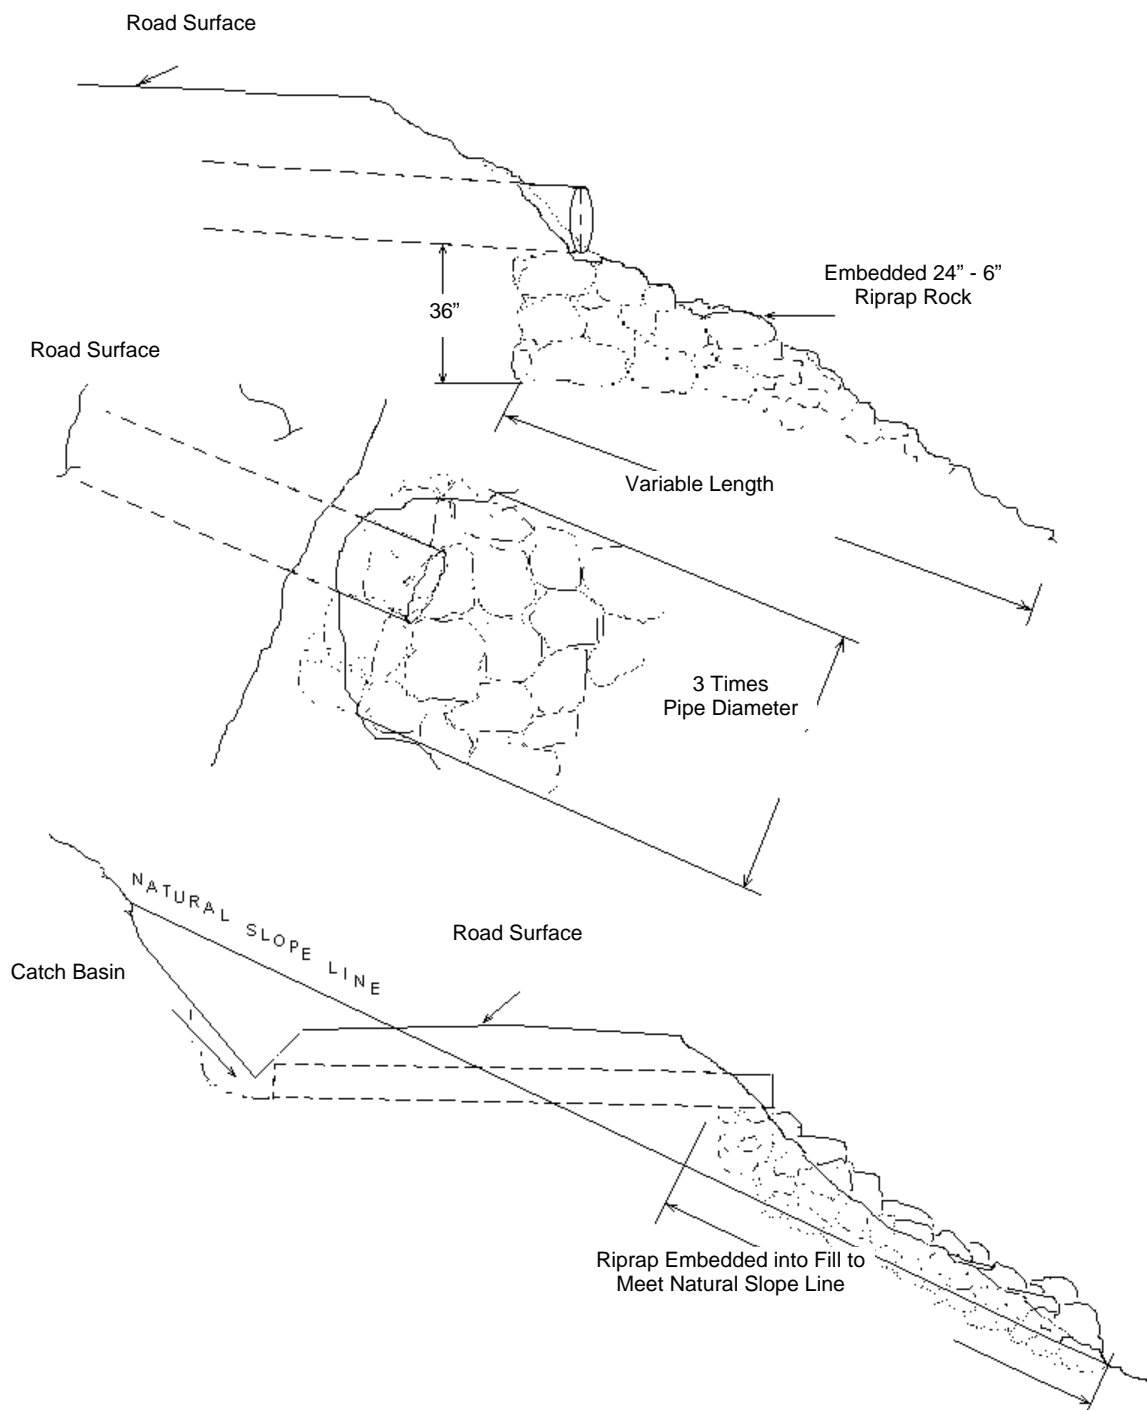 Road Surface
Embedded 24” - 6”
Riprap Rock
36”
Road Surface
Variable Length
3 Times
Pipe Diameter
NATURAL SLOPE LINE
Road Surface
Catch Basin
Riprap Embedded into Fill to
Meet Natural Slope Line